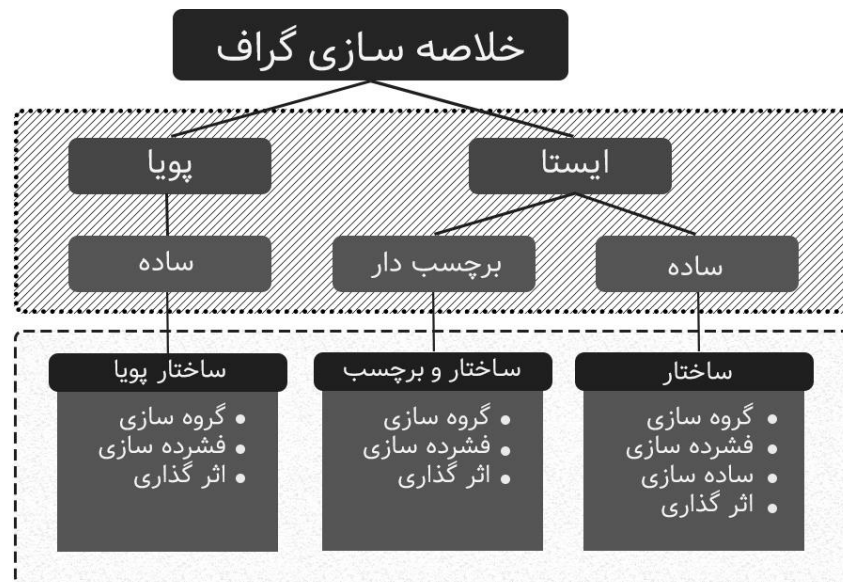 خلاصه سازی گراف
ایستا
پویا
ساده
برچسب دار
ساده
ساختار
گروه سازی
فشرده سازی
ساده سازی
اثر گذاری
ساختار و برچسب
گروه سازی
فشرده سازی
اثر گذاری
ساختار پویا
گروه سازی
فشرده سازی
اثر گذاری